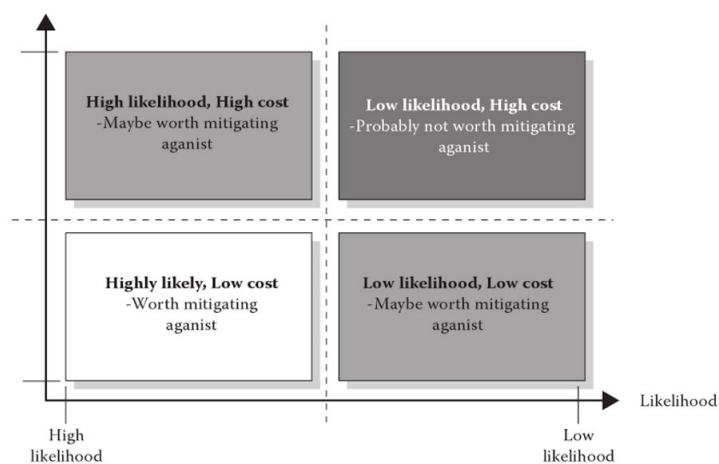 High likelihood, High cost
-Maybe worth mitigating
aganist
Low likelihood, High cost
-Probably not worth mitigating
aganist
Highly likely, Low cost
-Worth mitigating
aganist
Low likelihood, Low cost
-Maybe worth mitigating
aganist
Likelihood
High
likelihood
Low
likelihood